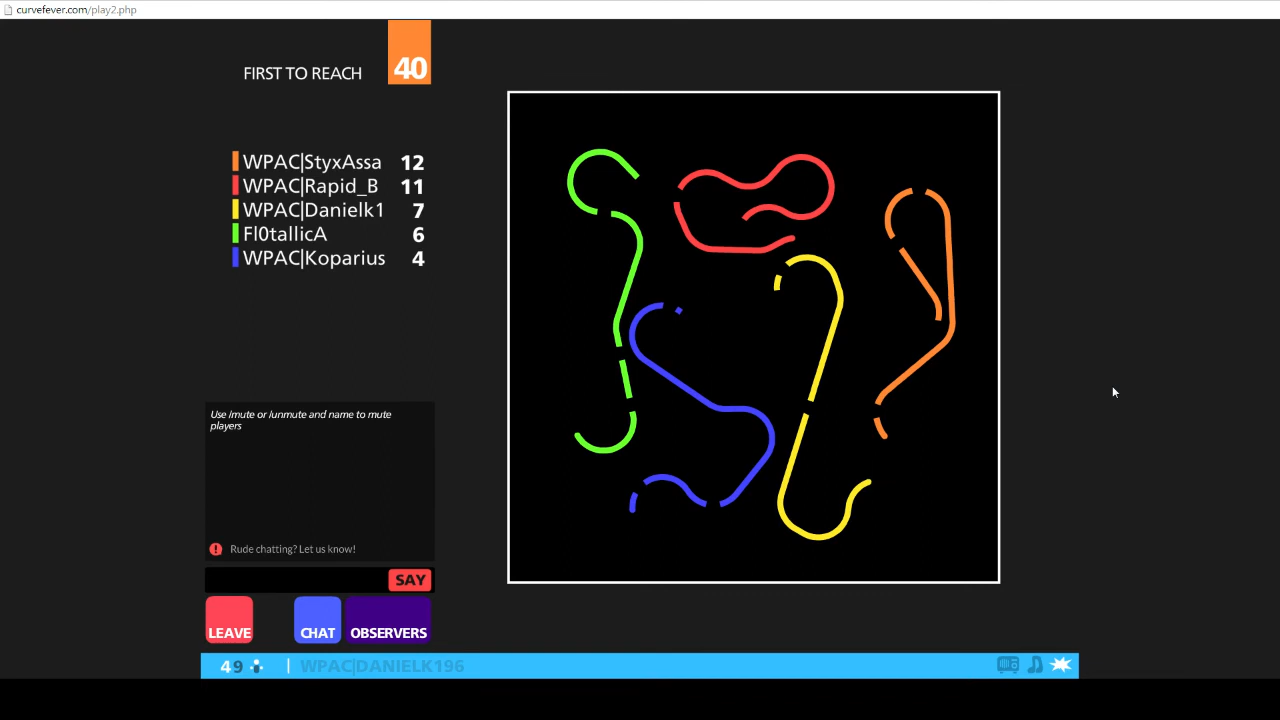 curvefever.com/play2.php
FIRST TO REACH 40
WPAC|StyxAssa 12
WPAC|Rapid_B 11
WPAC|Danielk1 7
Fl0tallicA 6
WPAC|Koparius 4
Use /mute or /unmute and name to mute
players
! Rude chatting? Let us know!
SAY
LEAVE CHAT OBSERVERS
49 | WPAC|DANIELK196